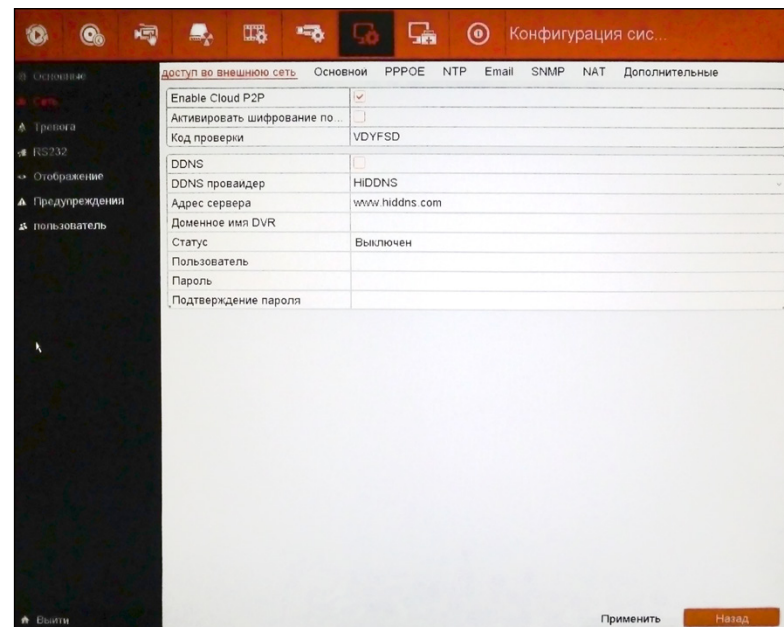 Конфигурация сис...
Основные
Сеть
Тревога
RS232
Отображение
Предупреждения
пользователь
Выйти
доступ во внешнюю сеть Основной PPPOE NTP Email SNMP NAT Дополнительные
Enable Cloud P2P
Активировать шифрование по...
Код проверки VDYFSD
DDNS
DDNS провайдер HiDDNS
Адрес сервера www.hiddns.com
Доменное имя DVR
Статус Выключен
Пользователь
Пароль
Подтверждение пароля
Применить Назад